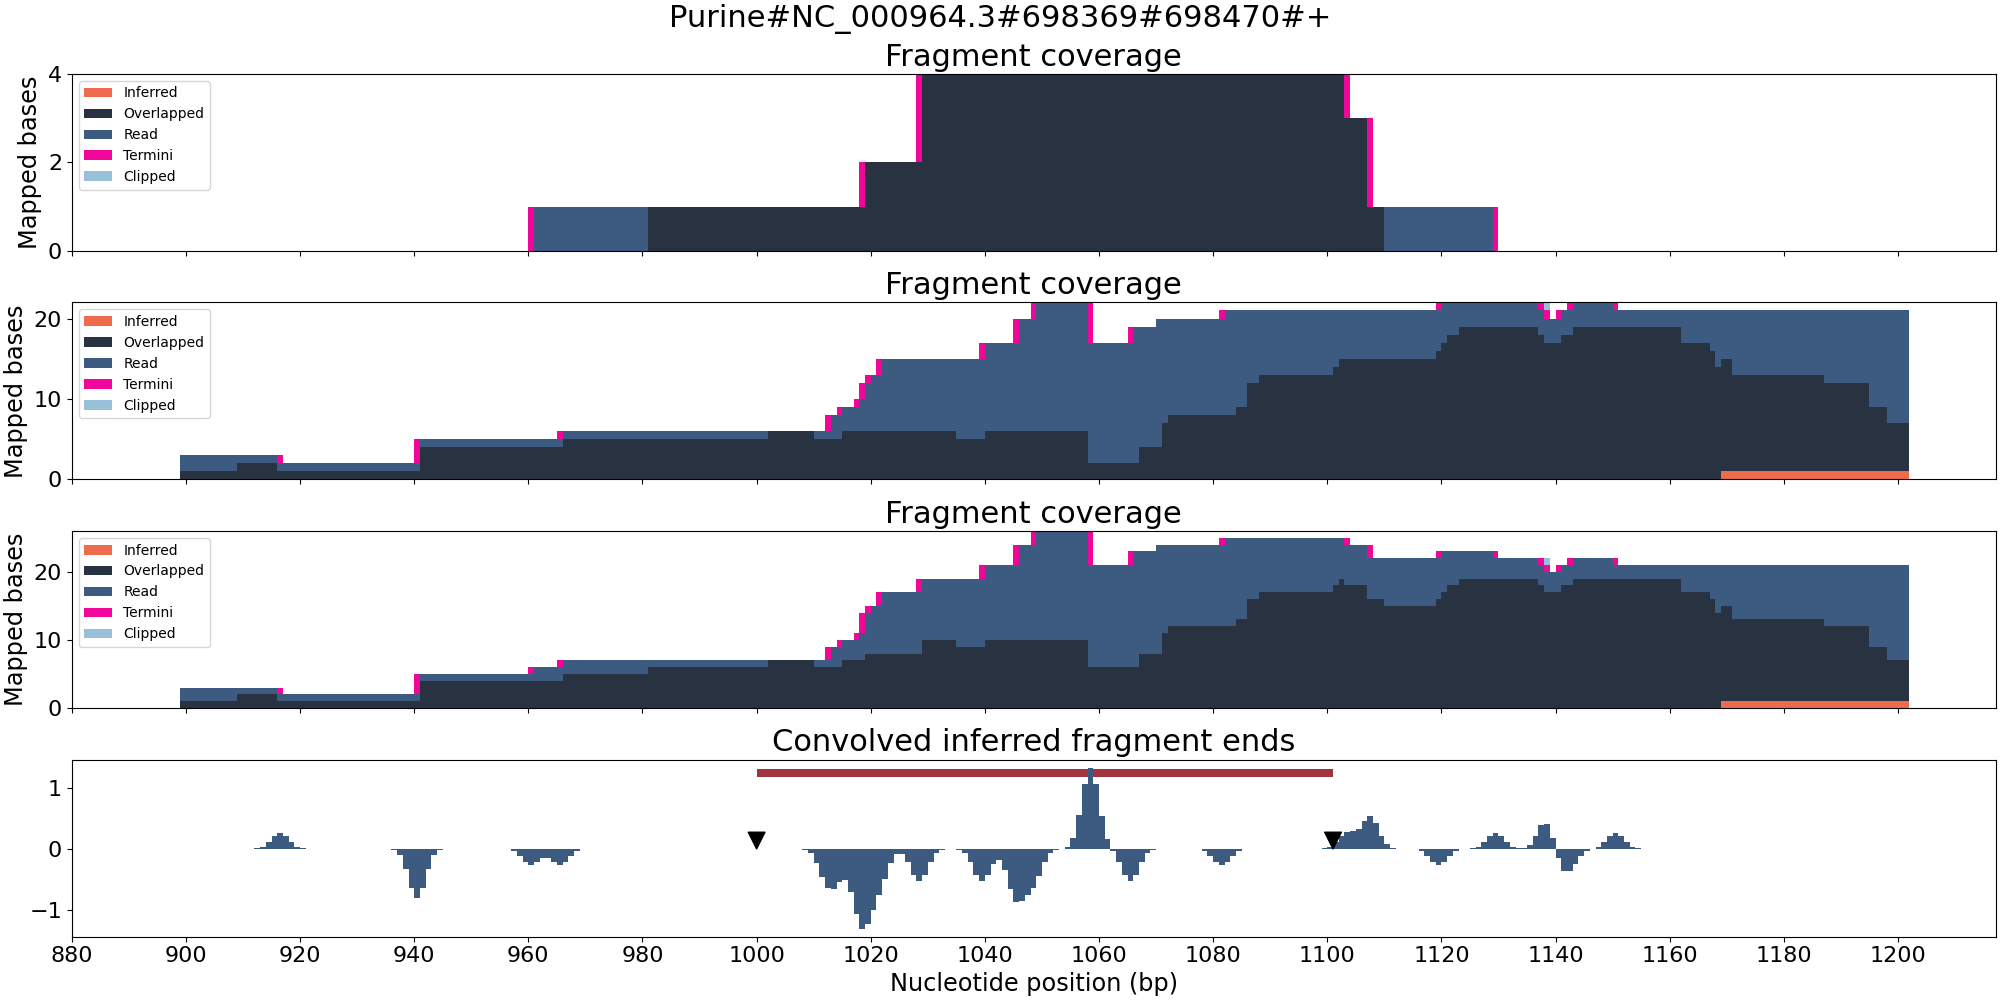 Purine#NC_000964.3#698369#698470#+
Fragment coverage
Mapped bases
4
2
0
Inferred
Overlapped
Read
Termini
Clipped
Fragment coverage
Mapped bases
20
10
0
Inferred
Overlapped
Read
Termini
Clipped
Fragment coverage
Mapped bases
20
10
0
Inferred
Overlapped
Read
Termini
Clipped
Convolved inferred fragment ends
1
0
−1
880 900 920 940 960 980 1000 1020 1040 1060 1080 1100 1120 1140 1160 1180 1200
Nucleotide position (bp)